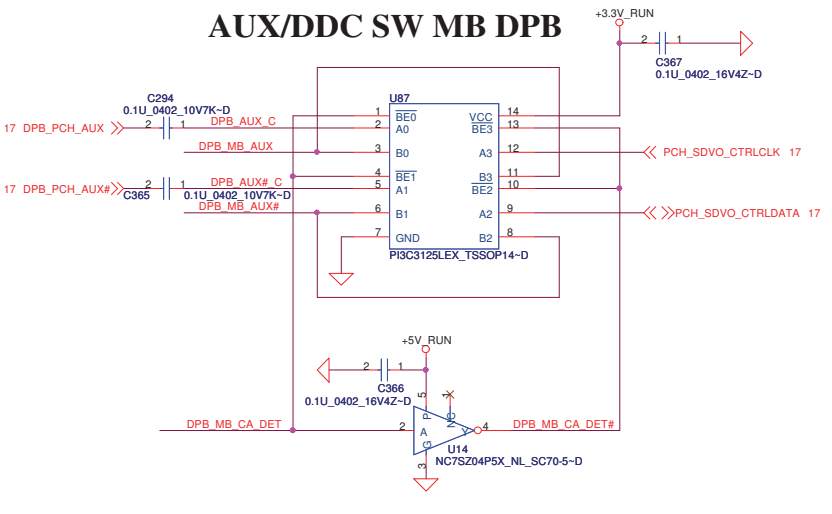 AUX/DDC SW MB DPB
+3.3V_RUN
2 1
C367
0.1U_0402_16V4Z~D
C294
0.1U_0402_10V7K~D
17 DPB_PCH_AUX 2 1 DPB_AUX_C
DPB_MB_AUX
17 DPB_PCH_AUX# 2 1 DPB_AUX#_C
C365 0.1U_0402_10V7K~D
DPB_MB_AUX#
U87
1 BE0 VCC 14
2 A0 BE3 13
3 B0 A3 12
4 BE1 B3 11
5 A1 BE2 10
6 B1 A2 9
7 GND B2 8
PI3C3125LEX_TSSOP14~D
PCH_SDVO_CTRLCLK 17
PCH_SDVO_CTRLDATA 17
+5V_RUN
2 1
C366
0.1U_0402_16V4Z~D
5 1
P NC
DPB_MB_CA_DET 2 A Y 4 DPB_MB_CA_DET#
G
3
U14
NC7SZ04P5X_NL_SC70-5~D